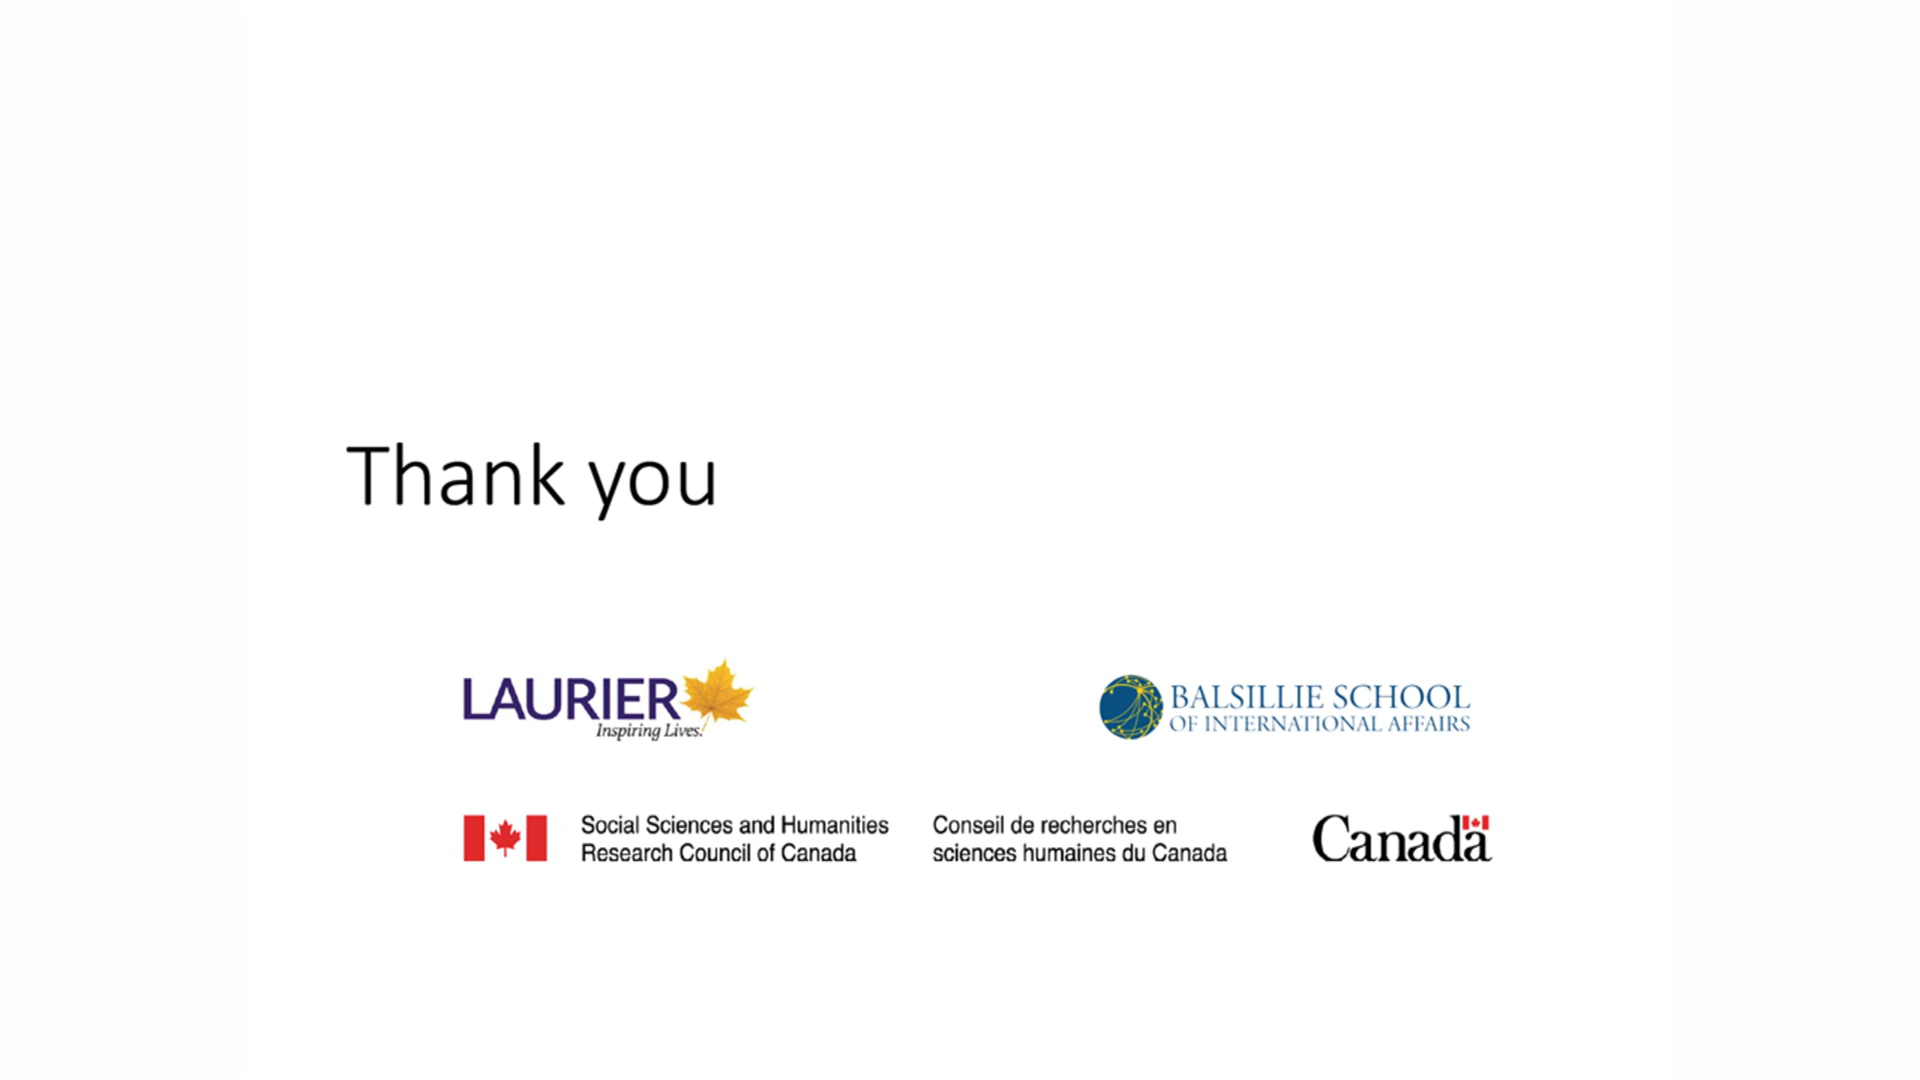 Thank you
LAURIER
Inspiring Lives.
BALSILLIE SCHOOL
OF INTERNATIONAL AFFAIRS
Social Sciences and Humanities
Research Council of Canada
Conseil de recherches en
sciences humaines du Canada
Canada